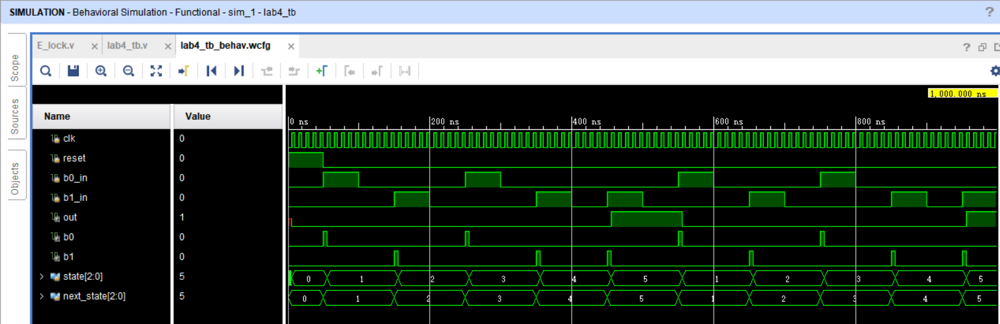 SIMULATION - Behavioral Simulation - Functional - sim_1 - lab4_tb ?
Scope
Sources
Objects
E_lock.v × lab4_tb.v × lab4_tb_behav.wcfg × ?
1,000.000 ns
Name Value
0 ns 200 ns 400 ns 600 ns 800 ns
clk 0
reset 0
b0_in 0
b1_in 0
out 1
b0 0
b1 0
state[2:0] 5 0 1 2 3 4 5 1 2 3 4 5
next_state[2:0] 5 0 1 2 3 4 5 1 2 3 4 5